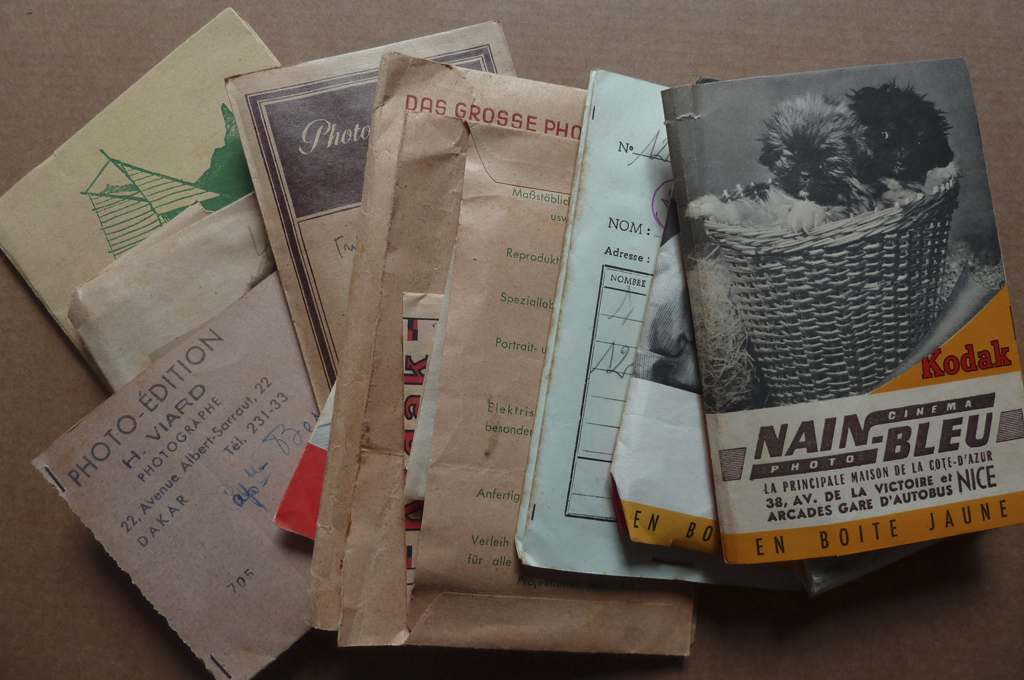 PHOTO-ÉDITION
H. VIARD
PHOTOGRAPHE
22, Avenue Albert-Sarraut, 22
Tél. 231-33
DAKAR
705
Photo
DAS GROSSE PHO
Maßstäblic
usw
Reprodukt
Speziallab
Portrait- u
Elektris
besonder
Anfertig
Verleih
für alle
Projektionen
ak
Nº
NOM :
Adresse :
NOMBRE
EN BO
Kodak
NAIN-BLEU
CINEMA
PHOTO
LA PRINCIPALE MAISON DE LA COTE-D'AZUR
38, AV. DE LA VICTOIRE et
ARCADES GARE D'AUTOBUS NICE
EN BOITE JAUNE